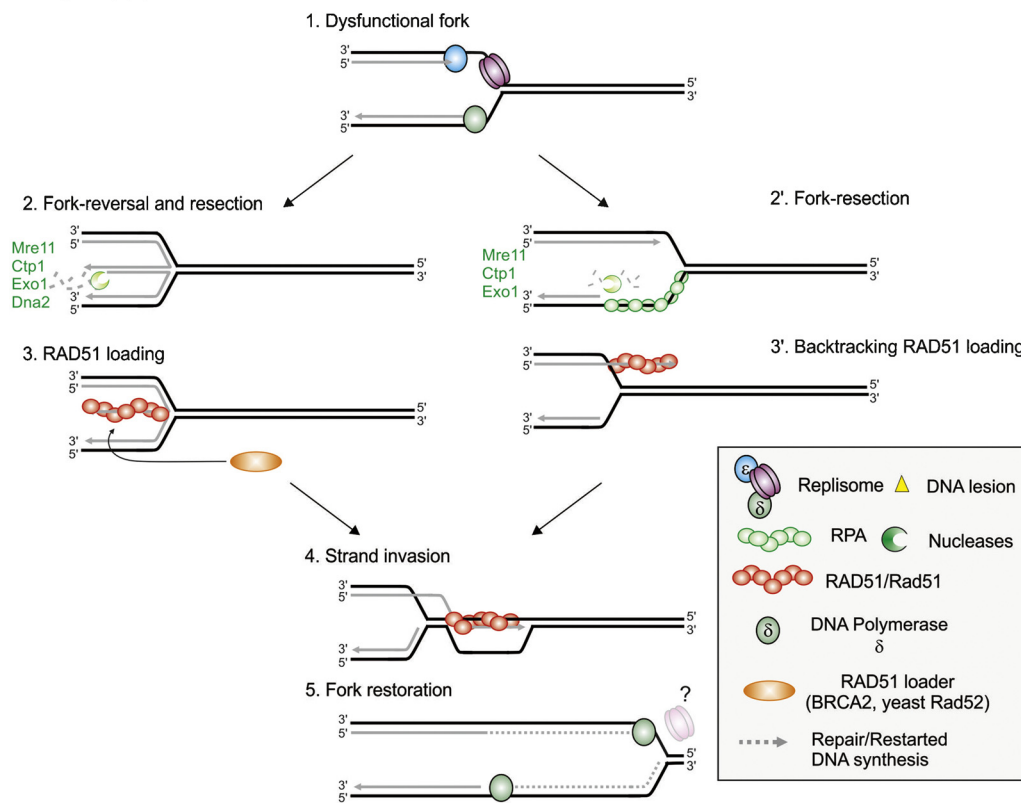 1. Dysfunctional fork
3'
5'
5'
3'
3'
5'
2. Fork-reversal and resection
3'
5'
Mre11
Ctp1
Exo1
Dna2
3'
5'
5'
3'
2'. Fork-resection
3'
5'
Mre11
Ctp1
Exo1
3'
5'
5'
3'
3. RAD51 loading
3'
5'
5'
3'
3'
5'
3'. Backtracking RAD51 loading
3'
5'
5'
3'
3'
5'
4. Strand invasion
3'
5'
5'
3'
3'
5'
5. Fork restoration
?
3'
5'
5'
3'
3'
5'
ε
δ
Replisome
DNA lesion
RPA
Nucleases
RAD51/Rad51
δ
DNA Polymerase
δ
RAD51 loader
(BRCA2, yeast Rad52)
Repair/Restarted
DNA synthesis